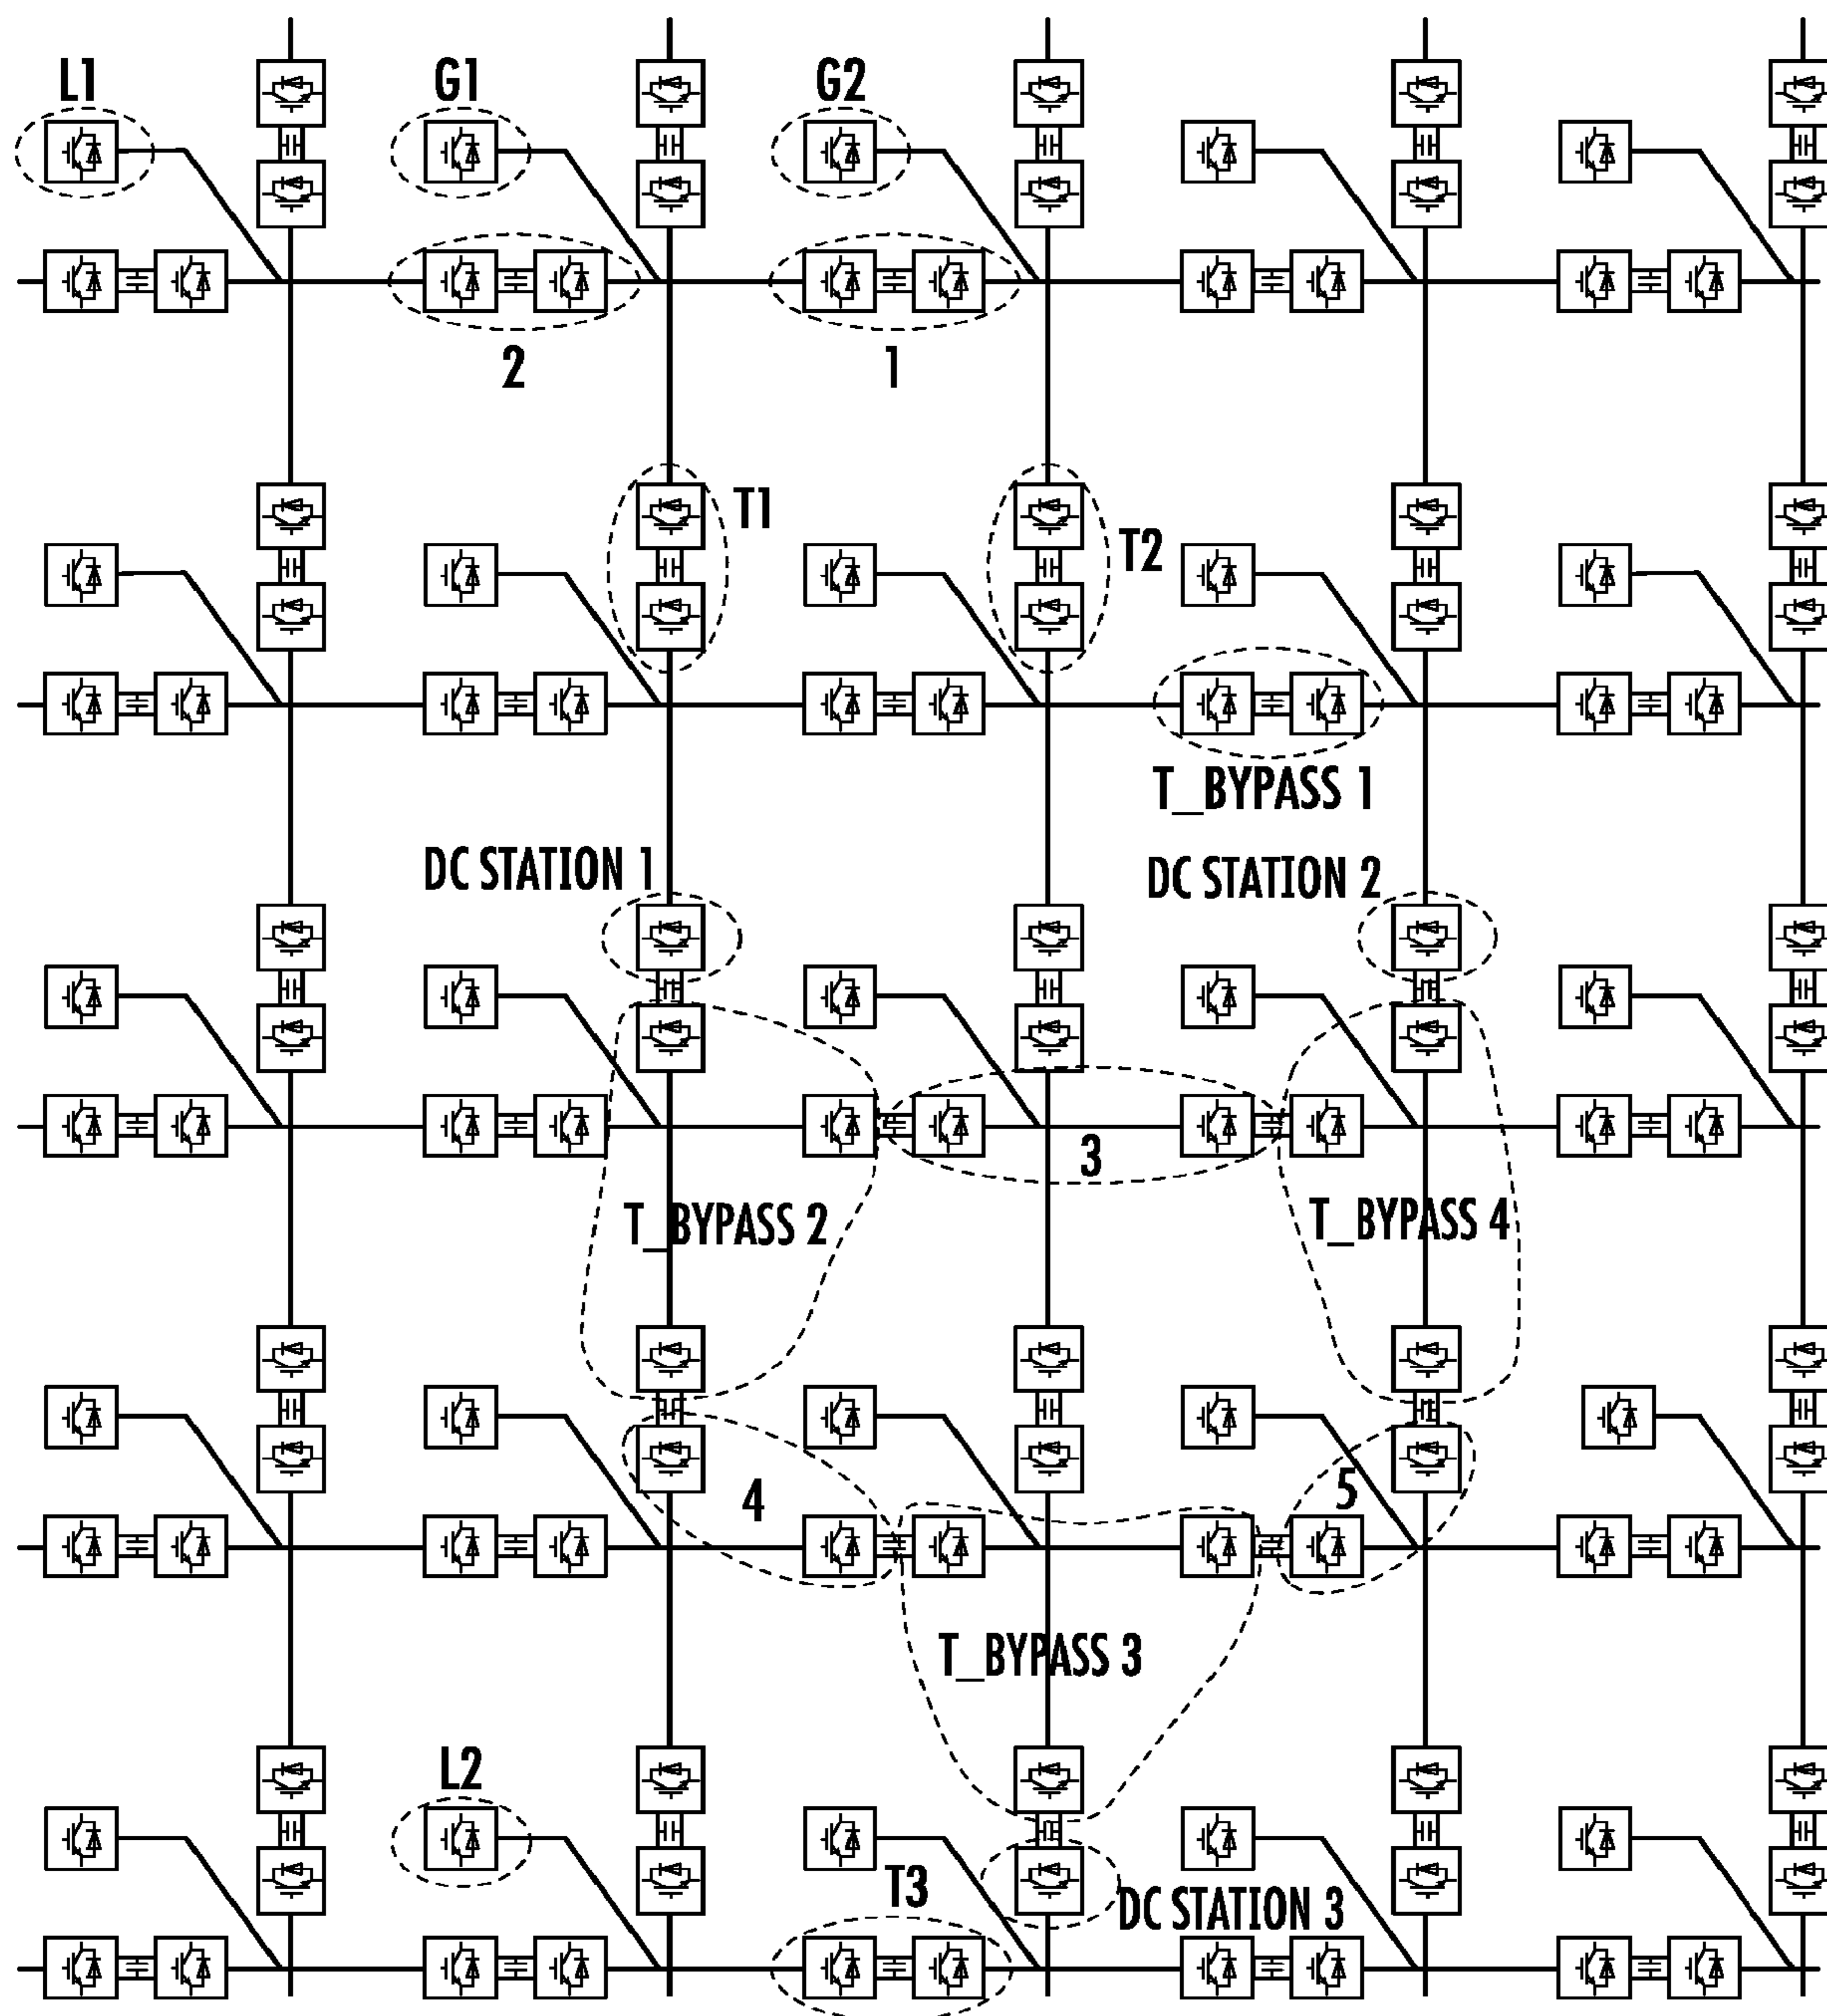 L1
G1
G2
2
1
T1
T2
T_BYPASS 1
DC STATION 1
DC STATION 2
3
T_BYPASS 2
T_BYPASS 4
4
5
T_BYPASS 3
L2
T3
DC STATION 3